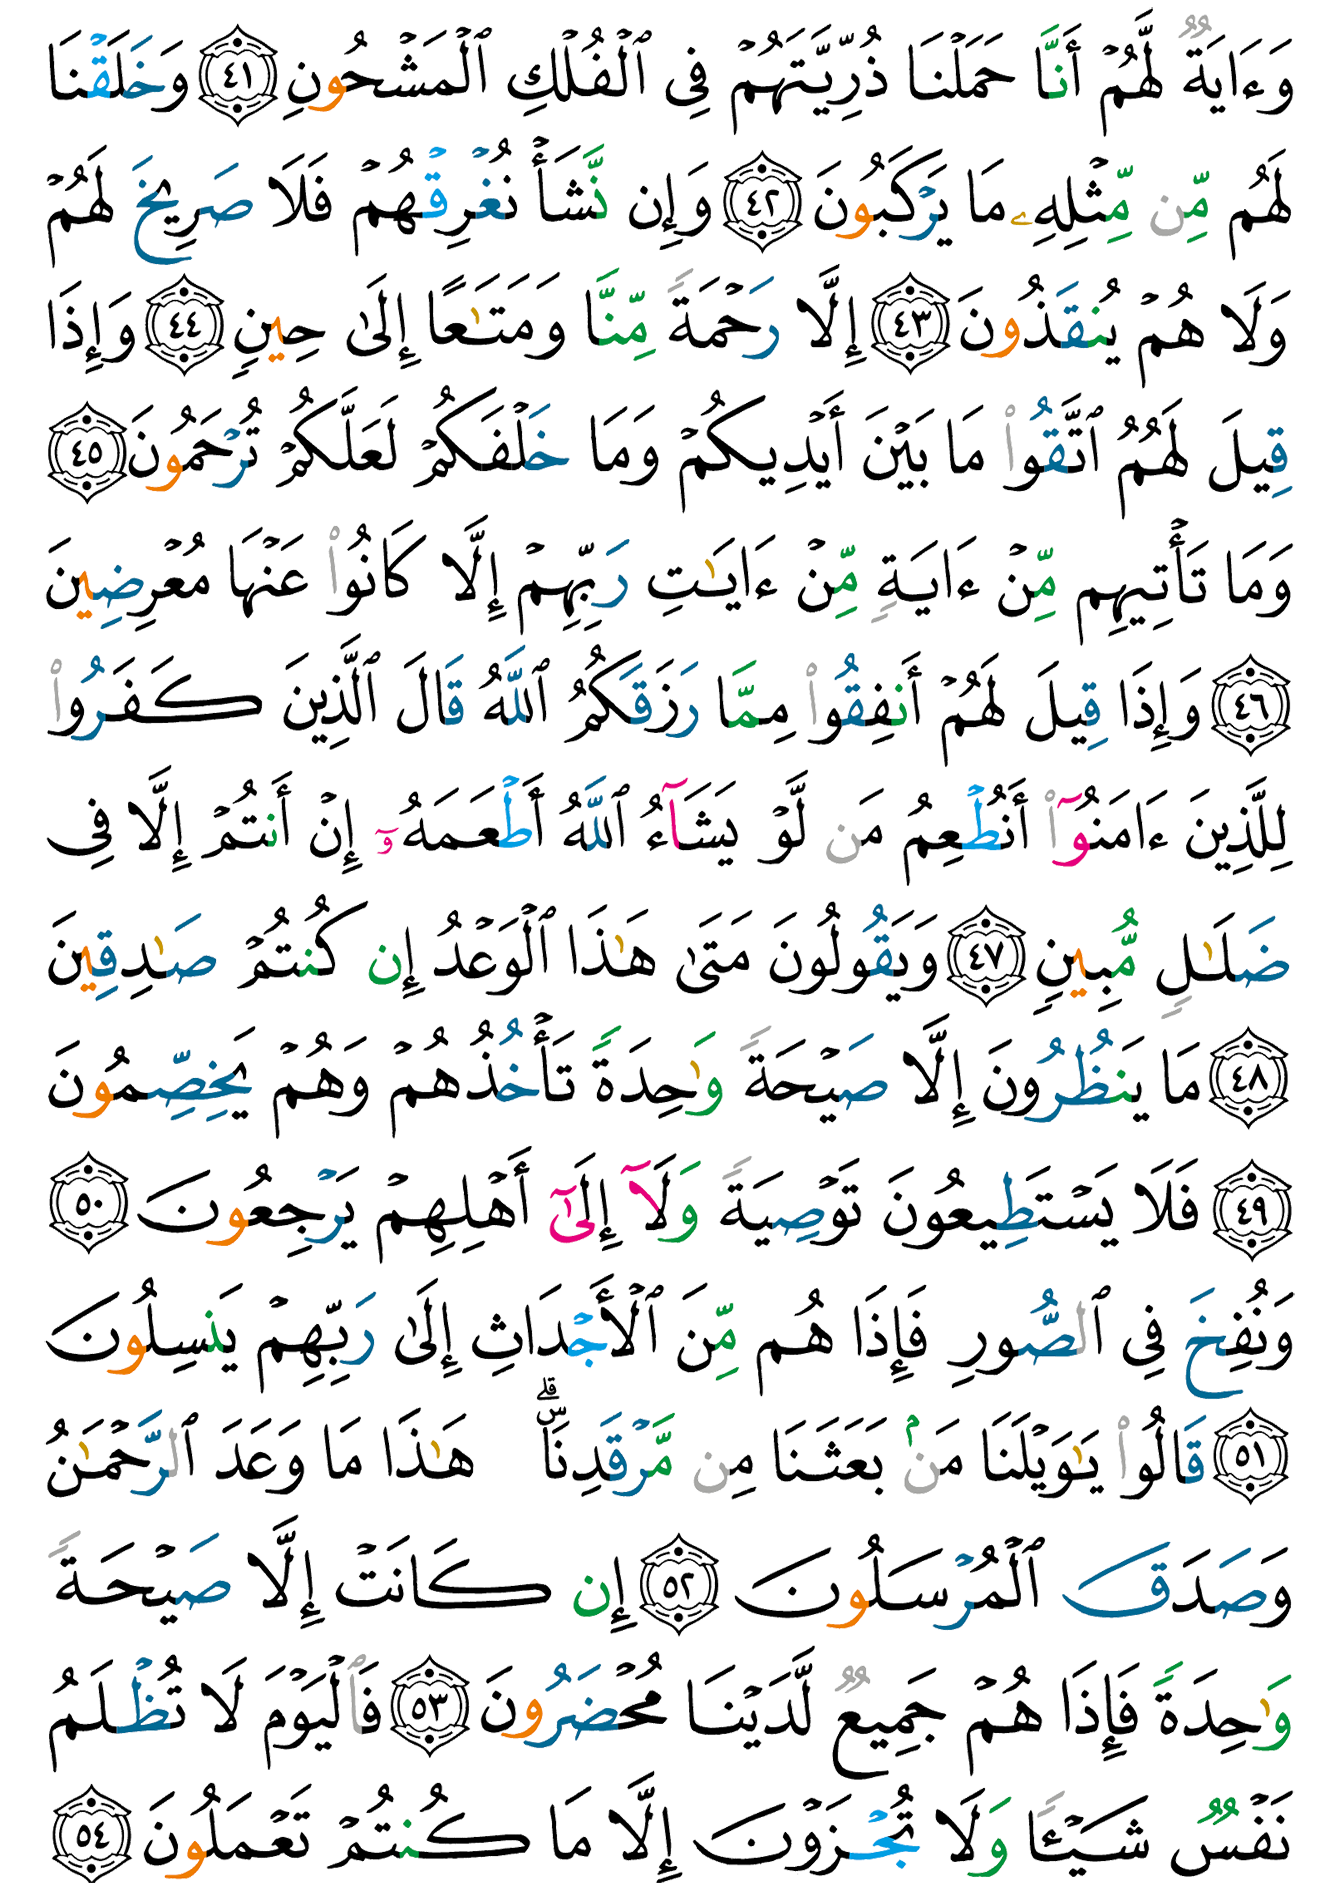 وَءَايَةٌ لَّهُمْ أَنَّا حَمَلْنَا ذُرِّيَّتَهُمْ فِى ٱلْفُلْكِ ٱلْمَشْحُونِ ٤١ وَخَلَقْنَا
لَهُم مِّن مِّثْلِهِۦ مَا يَرْكَبُونَ ٤٢ وَإِن نَّشَأْ نُغْرِقْهُمْ فَلَا صَرِيخَ لَهُمْ
وَلَا هُمْ يُنقَذُونَ ٤٣ إِلَّا رَحْمَةً مِّنَّا وَمَتَـٰعًا إِلَىٰ حِينٍ ٤٤ وَإِذَا
قِيلَ لَهُمُ ٱتَّقُوا۟ مَا بَيْنَ أَيْدِيكُمْ وَمَا خَلْفَكُمْ لَعَلَّكُمْ تُرْحَمُونَ ٤٥
وَمَا تَأْتِيهِم مِّنْ ءَايَةٍ مِّنْ ءَايَـٰتِ رَبِّهِمْ إِلَّا كَانُوا۟ عَنْهَا مُعْرِضِينَ
٤٦ وَإِذَا قِيلَ لَهُمْ أَنفِقُوا۟ مِمَّا رَزَقَكُمُ ٱللَّهُ قَالَ ٱلَّذِينَ كَفَرُوا۟
لِلَّذِينَ ءَامَنُوٓا۟ أَنُطْعِمُ مَن لَّوْ يَشَآءُ ٱللَّهُ أَطْعَمَهُۥٓ إِنْ أَنتُمْ إِلَّا فِى
ضَلَـٰلٍ مُّبِينٍ ٤٧ وَيَقُولُونَ مَتَىٰ هَـٰذَا ٱلْوَعْدُ إِن كُنتُمْ صَـٰدِقِينَ
٤٨ مَا يَنظُرُونَ إِلَّا صَيْحَةً وَٰحِدَةً تَأْخُذُهُمْ وَهُمْ يَخِصِّمُونَ
٤٩ فَلَا يَسْتَطِيعُونَ تَوْصِيَةً وَلَآ إِلَىٰٓ أَهْلِهِمْ يَرْجِعُونَ ٥٠
وَنُفِخَ فِى ٱلصُّورِ فَإِذَا هُم مِّنَ ٱلْأَجْدَاثِ إِلَىٰ رَبِّهِمْ يَنسِلُونَ
٥١ قَالُوا۟ يَـٰوَيْلَنَا مَنۢ بَعَثَنَا مِن مَّرْقَدِنَا ۜ ۗ هَـٰذَا مَا وَعَدَ ٱلرَّحْمَـٰنُ
وَصَدَقَ ٱلْمُرْسَلُونَ ٥٢ إِن كَانَتْ إِلَّا صَيْحَةً
وَٰحِدَةً فَإِذَا هُمْ جَمِيعٌ لَّدَيْنَا مُحْضَرُونَ ٥٣ فَٱلْيَوْمَ لَا تُظْلَمُ
نَفْسٌ شَيْـًٔا وَلَا تُجْزَوْنَ إِلَّا مَا كُنتُمْ تَعْمَلُونَ ٥٤